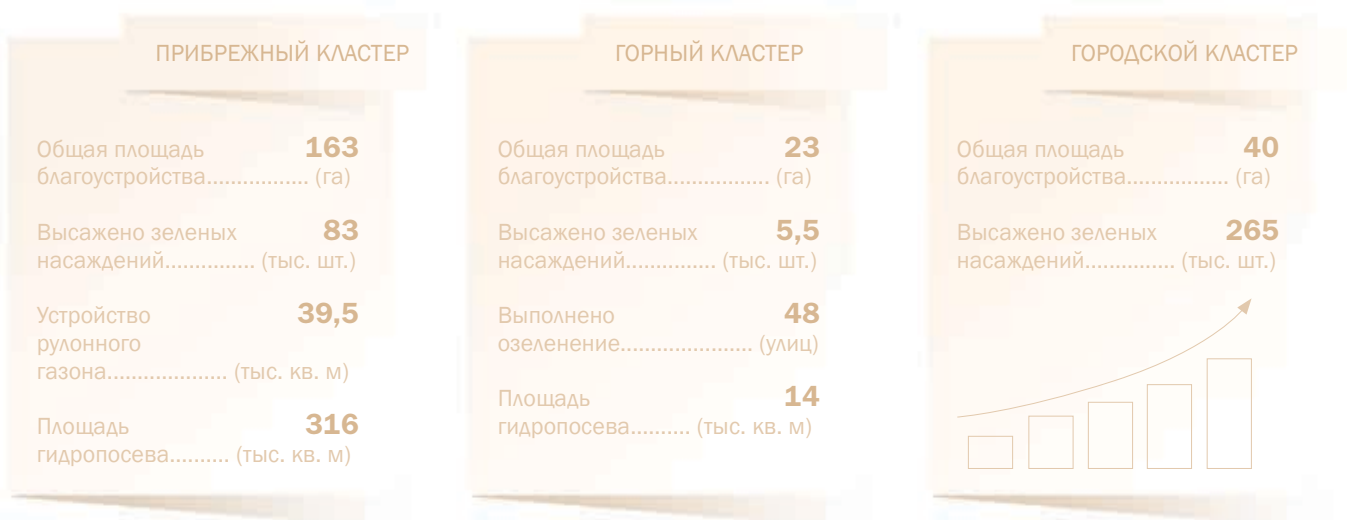 ПРИБРЕЖНЫЙ КЛАСТЕР
Общая площадь 163
благоустройства................. (га)
Высажено зеленых 83
насаждений............... (тыс. шт.)
Устройство 39,5
рулонного
газона.................... (тыс. кв. м)
Площадь 316
гидропосева.......... (тыс. кв. м)
ГОРНЫЙ КЛАСТЕР
Общая площадь 23
благоустройства................. (га)
Высажено зеленых 5,5
насаждений............... (тыс. шт.)
Выполнено 48
озеленение...................... (улиц)
Площадь 14
гидропосева.......... (тыс. кв. м)
ГОРОДСКОЙ КЛАСТЕР
Общая площадь 40
благоустройства................. (га)
Высажено зеленых 265
насаждений............... (тыс. шт.)